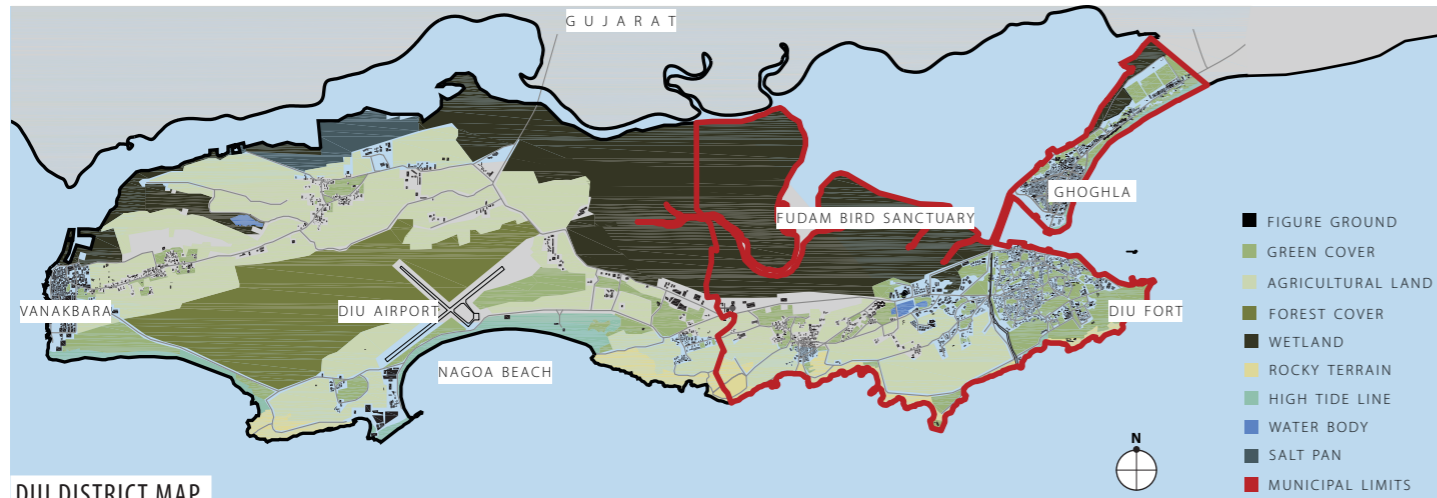 GUJARAT
GHOGHLA
FUDAM BIRD SANCTUARY
VANAKBARA
DIU AIRPORT
DIU FORT
NAGOA BEACH
FIGURE GROUND
GREEN COVER
AGRICULTURAL LAND
FOREST COVER
WETLAND
ROCKY TERRAIN
HIGH TIDE LINE
WATER BODY
SALT PAN
MUNICIPAL LIMITS
N
DIU DISTRICT MAP